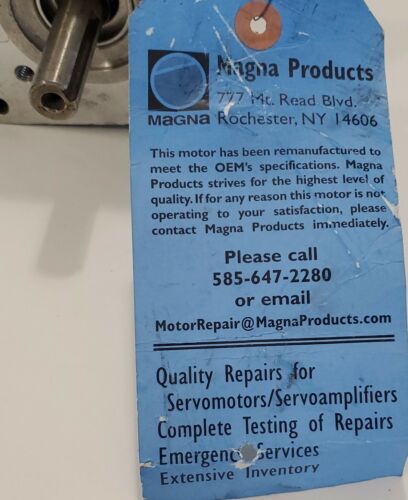 Magna Products
777 Mt. Read Blvd.
MAGNA Rochester, NY 14606
This motor has been remanufactured to
meet the OEM's specifications. Magna
Products strives for the highest level of
quality. If for any reason this motor is not
operating to your satisfaction, please
contact Magna Products immediately.
Please call
585-647-2280
or email
MotorRepair@MagnaProducts.com
Quality Repairs for
Servomotors/Servoamplifiers
Complete Testing of Repairs
Emergency Services
Extensive Inventory